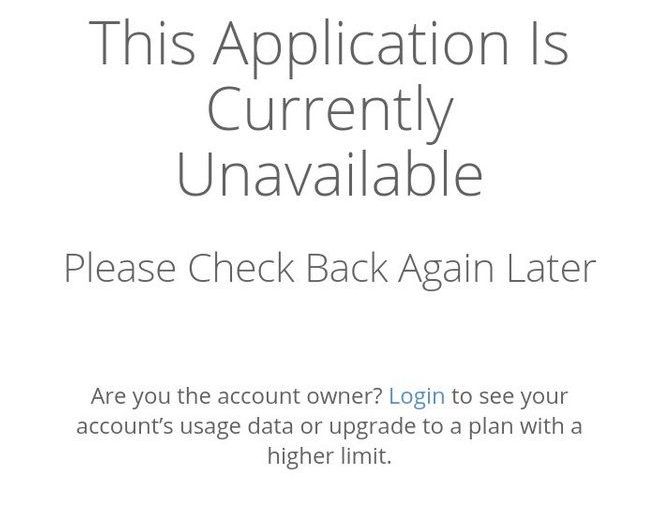 This Application Is
Currently
Unavailable
Please Check Back Again Later
Are you the account owner? Login to see your
account’s usage data or upgrade to a plan with a
higher limit.